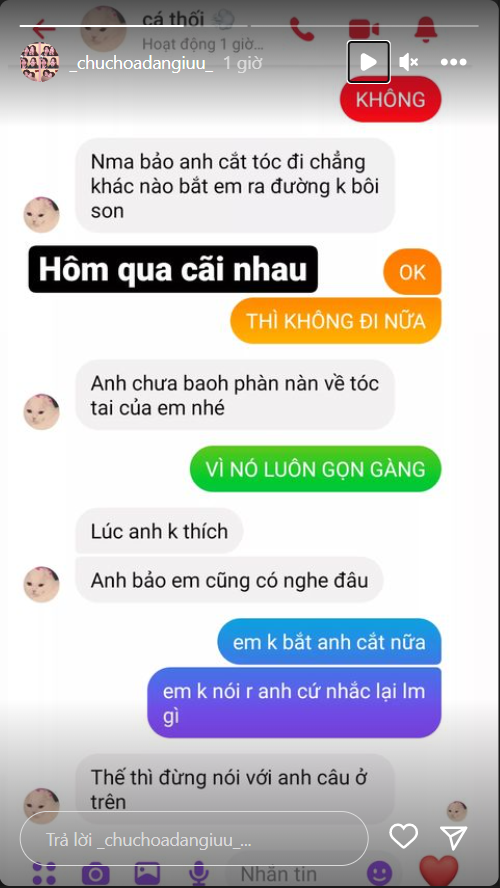 cá thối
Hoạt động 1 giờ...
_chuchoadangiuu_ 1 giờ
KHÔNG
Nma bảo anh cắt tóc đi chẳng
khác nào bắt em ra đường k bôi
son
Hôm qua cãi nhau
OK
THÌ KHÔNG ĐI NỮA
Anh chưa baoh phàn nàn về tóc
tai của em nhé
VÌ NÓ LUÔN GỌN GÀNG
Lúc anh k thích
Anh bảo em cũng có nghe đâu
em k bắt anh cắt nữa
em k nói r anh cứ nhắc lại lm
gì
Thế thì đừng nói với anh câu ở
trên
Trả lời _chuchoadangiuu_...
Nhắn tin